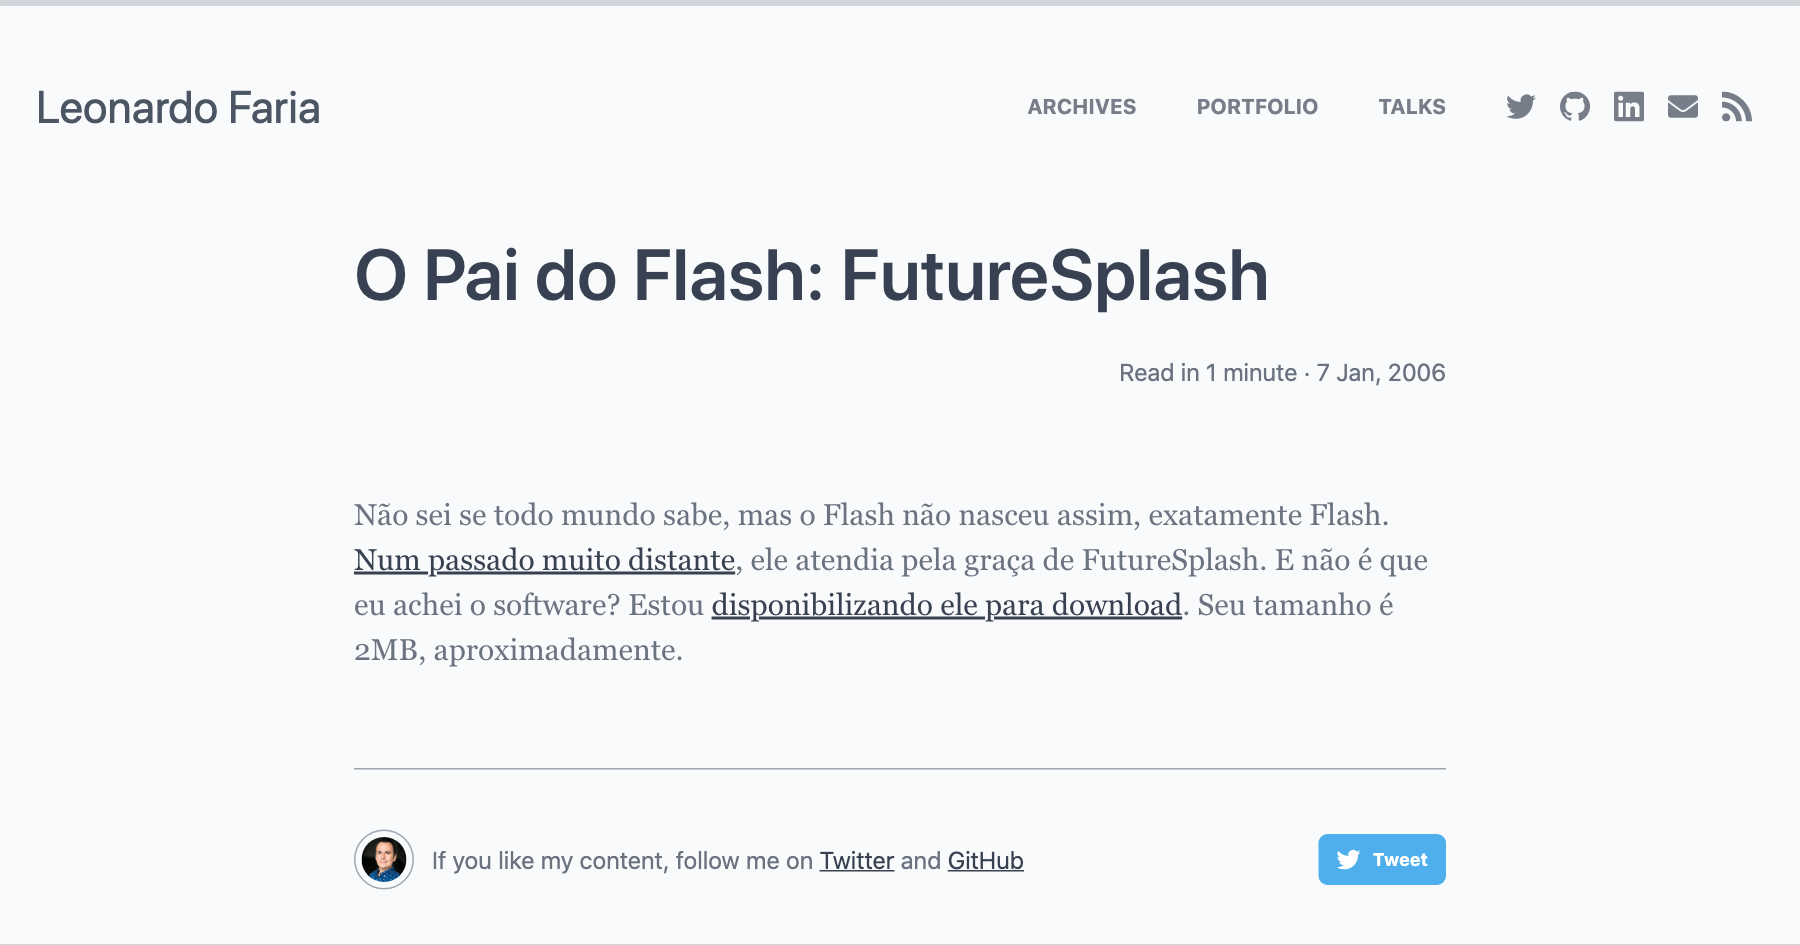 Leonardo Faria
ARCHIVES PORTFOLIO TALKS
O Pai do Flash: FutureSplash
Read in 1 minute · 7 Jan, 2006
Não sei se todo mundo sabe, mas o Flash não nasceu assim, exatamente Flash.
Num passado muito distante, ele atendia pela graça de FutureSplash. E não é que
eu achei o software? Estou disponibilizando ele para download. Seu tamanho é
2MB, aproximadamente.
If you like my content, follow me on Twitter and GitHub
Tweet